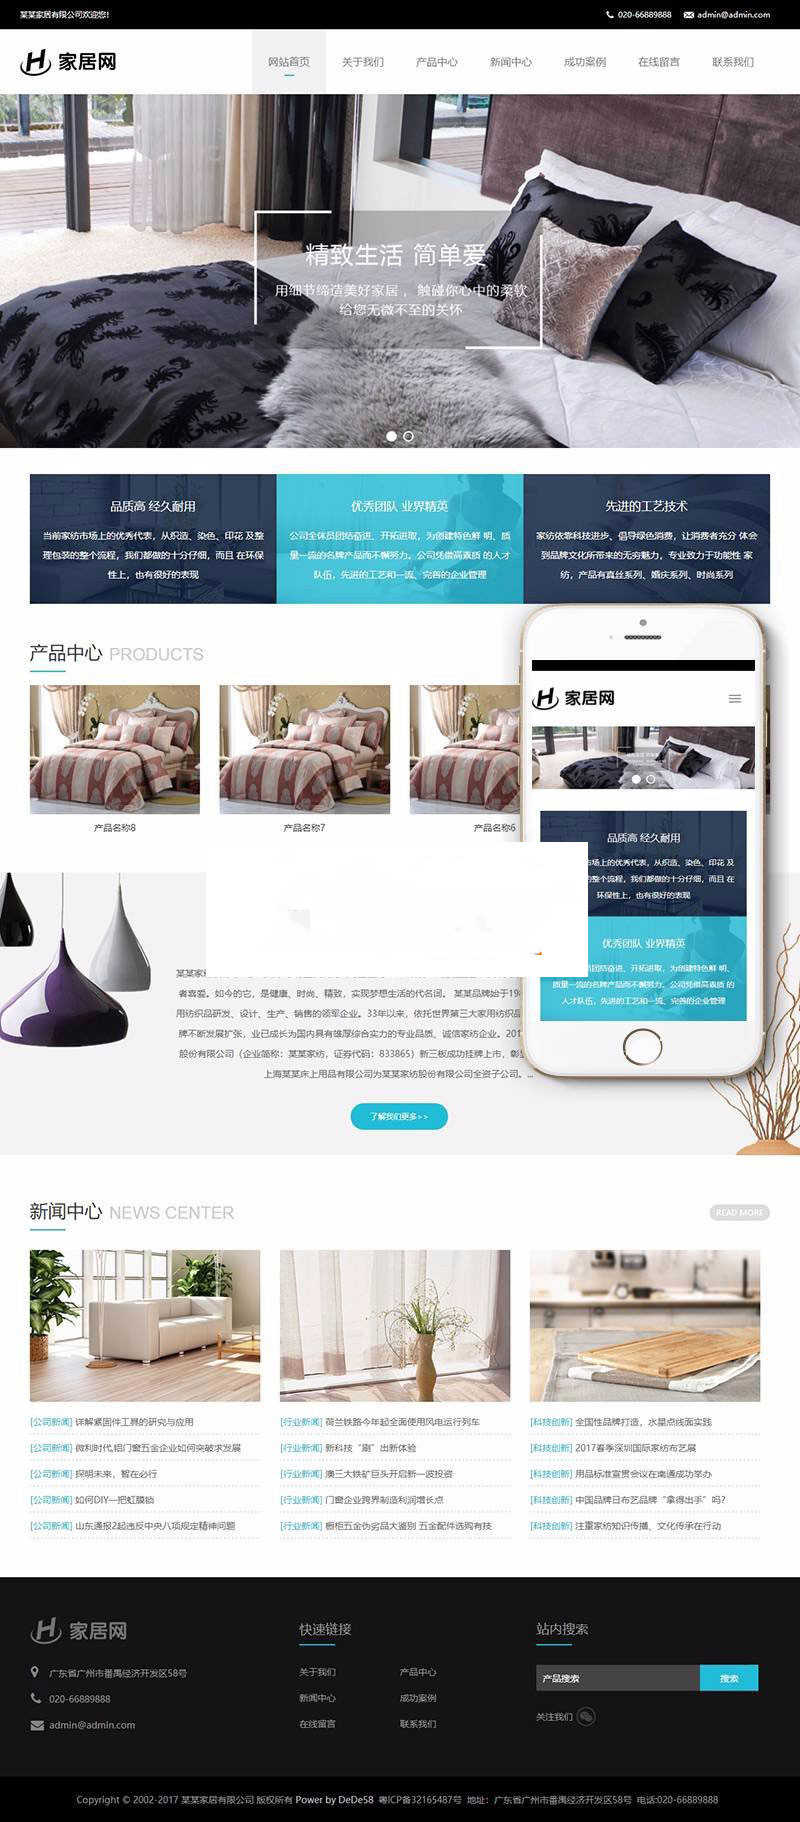 某某家居有限公司欢迎您!
020-66889888 admin@admin.com
H 家居网
网站首页 关于我们 产品中心 新闻中心 成功案例 在线留言 联系我们
精致生活 简单爱
用细节缔造美好家居，触碰你心中的柔软
给您无微不至的关怀
品质高 经久耐用
当前家纺市场上的优秀代表，从织造、染色、印花 及整
理包装的整个流程，我们都做的十分仔细，而且 在环保
性上，也有很好的表现
优秀团队 业界精英
公司全体员团结奋进、开拓进取，为创建特色鲜 明、质
量一流的名牌产品而不懈努力。公司凭借高素质 的人才
队伍，先进的工艺和一流、完善的企业管理
先进的工艺技术
家纺依靠科技进步、倡导绿色消费，让消费者充分 体会
到品牌文化所带来的无穷魅力，专业致力于功能性 家
纺，产品有真丝系列、婚庆系列、时尚系列
产品中心 PRODUCTS
产品名称8
产品名称7
产品名称6
H 家居网
品质高 经久耐用
市场上的优秀代表，从织造、染色、印花 及
的整个流程，我们都做的十分仔细，而且 在
环保性上，也有很好的表现
优秀团队 业界精英
员团结奋进、开拓进取，为创建特色鲜 明、
质量一流的名牌产品而不懈努力。公司凭借高素质 的
人才队伍，先进的工艺和一流、完善的企业管理
某某家
者喜爱。如今的它，是健康、时尚、精致，实现梦想生活的代名词。 某某品牌始于198
用纺织品研发、设计、生产、销售的领军企业。33年以来，依托世界第三大家用纺织品
牌不断发展扩张，业已成长为国内具有雄厚综合实力的专业品质、诚信家纺企业。201
股份有限公司（企业简称：某某家纺，证券代码：833865）新三板成功挂牌上市，彰
上海某某床上用品有限公司为某某家纺股份有限公司全资子公司。...
了解我们更多>>
新闻中心 NEWS CENTER
READ MORE
[公司新闻] 详解紧固件工具的研究与应用
[公司新闻] 微利时代,铝门窗五金企业如何突破求发展
[公司新闻] 探明未来，智在必行
[公司新闻] 如何DIY一把虹膜锁
[公司新闻] 山东通报2起违反中央八项规定精神问题
[行业新闻] 荷兰铁路今年起全面使用风电运行列车
[行业新闻] 新科技“刷”出新体验
[行业新闻] 澳三大铁矿巨头开启新一波投资
[行业新闻] 门窗企业跨界制造利润增长点
[行业新闻] 橱柜五金伪劣品大鉴别 五金配件选购有技
[科技创新] 全国性品牌打造，水星点线面实践
[科技创新] 2017春季深圳国际家纺布艺展
[科技创新] 用品标准宣贯会议在南通成功举办
[科技创新] 中国品牌日布艺品牌“拿得出手”吗?
[科技创新] 注重家纺知识传播、文化传承在行动
H 家居网
广东省广州市番禺经济开发区58号
020-66889888
admin@admin.com
快速链接
关于我们 产品中心
新闻中心 成功案例
在线留言 联系我们
站内搜索
产品搜索 搜索
关注我们
Copyright © 2002-2017 某某家居有限公司 版权所有 Power by DeDe58 粤ICP备32165487号 地址：广东省广州市番禺经济开发区58号 电话:020-66889888